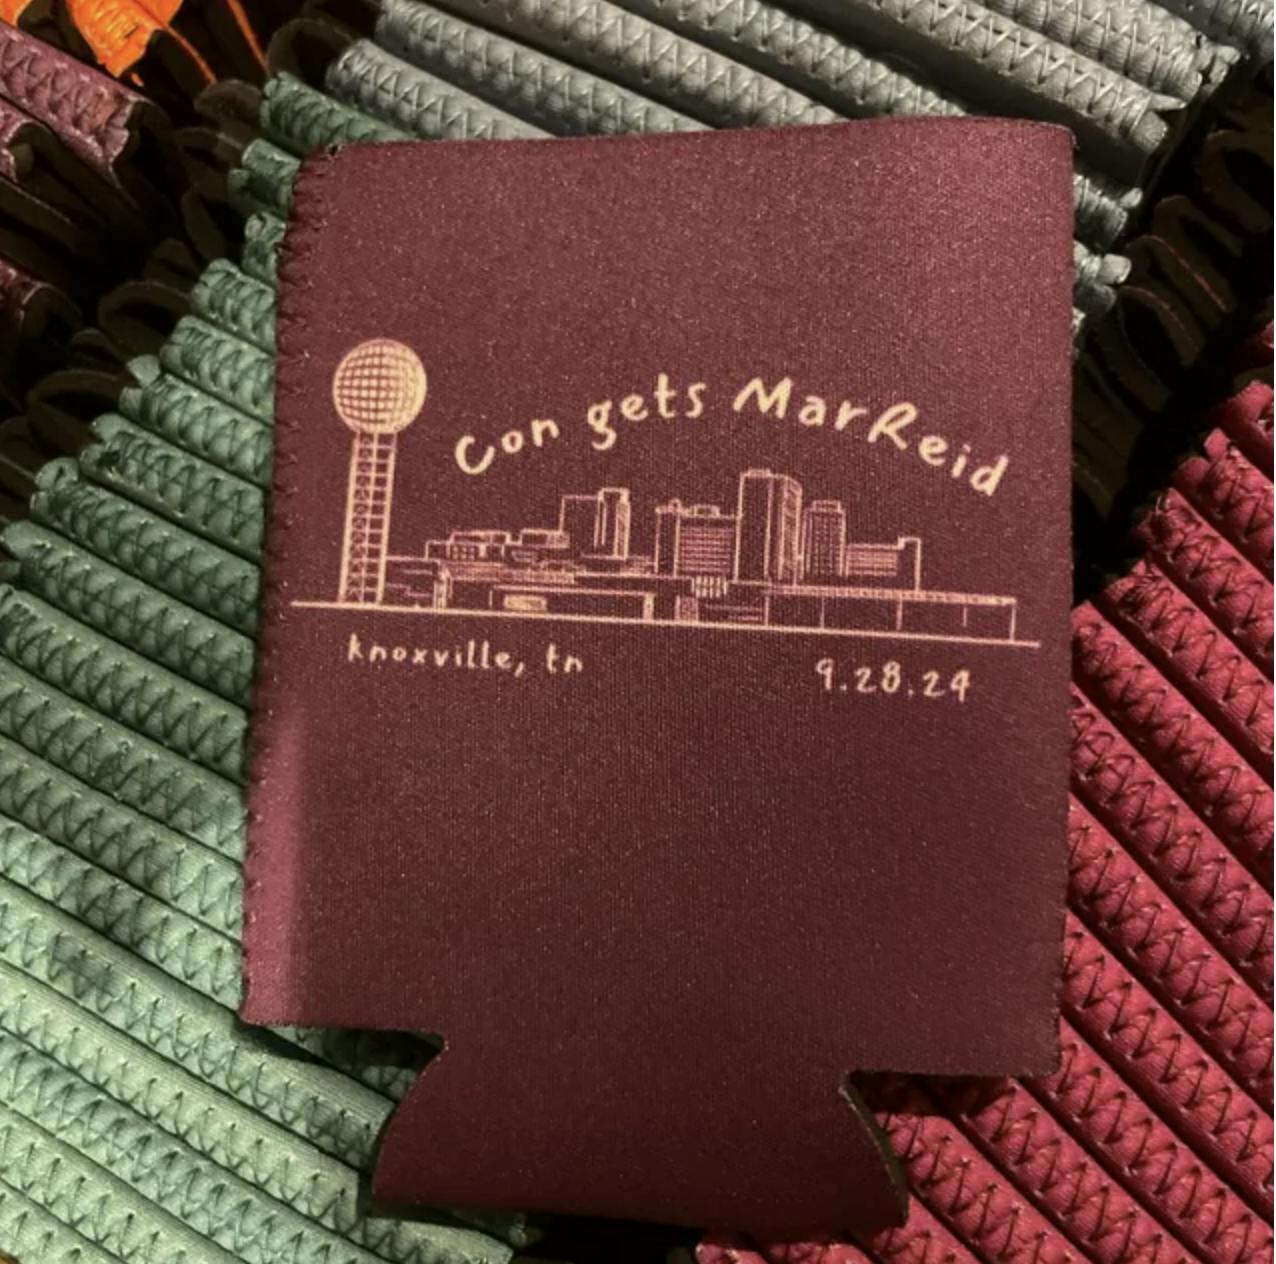 Con gets MarReid
knoxville, tn
9.28.24